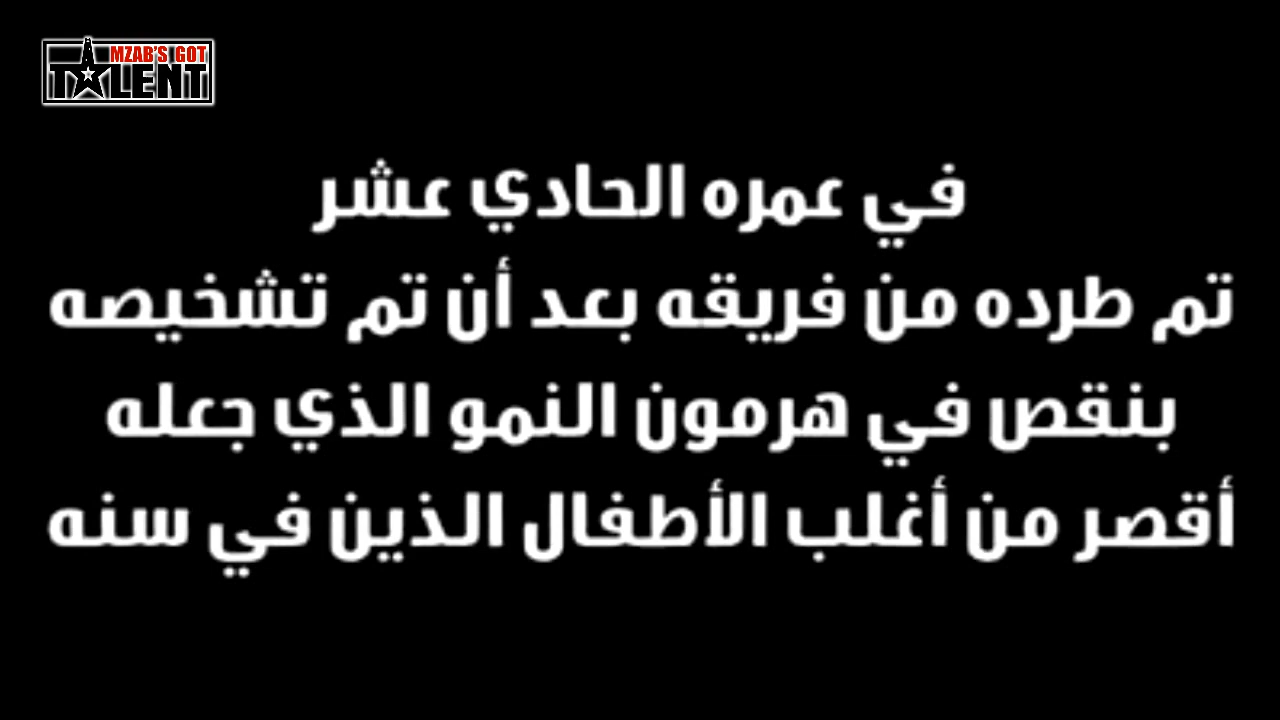 MZAB'S GOT
TALENT
في عمره الحادي عشر
تم طرده من فريقه بعد أن تم تشخيصه
بنقص في هرمون النمو الذي جعله
أقصر من أغلب الأطفال الذين في سنه